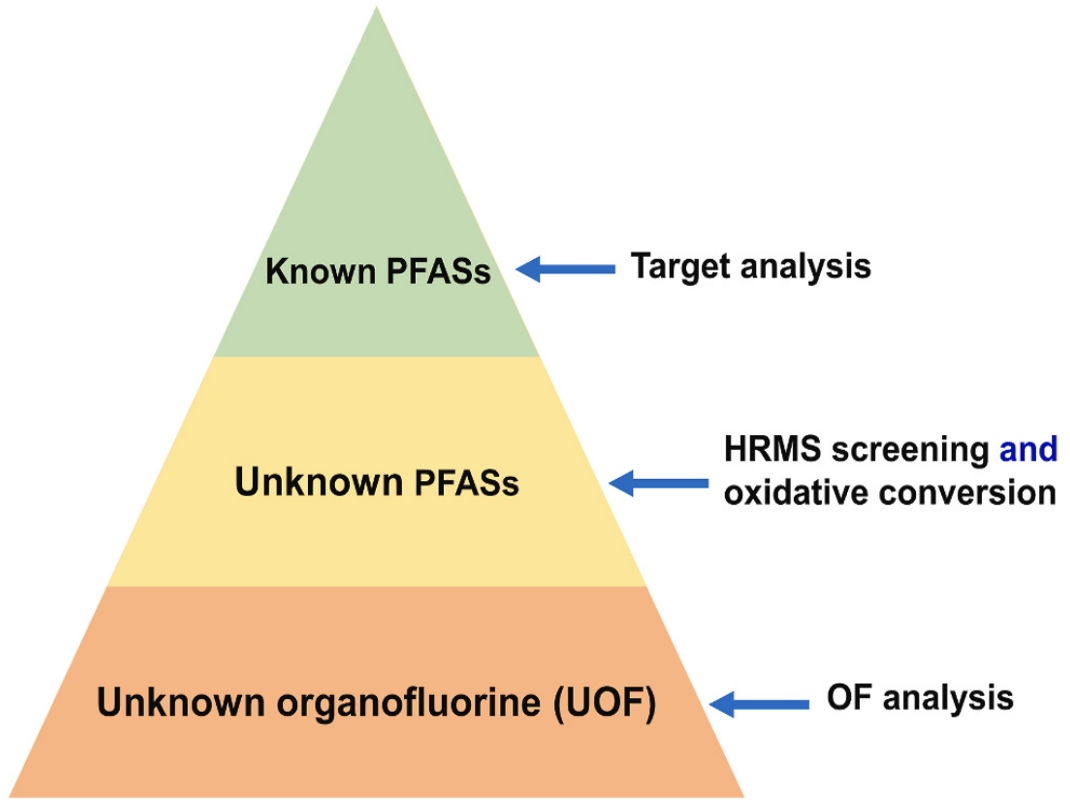 Known PFASs
Target analysis
Unknown PFASs
HRMS screening and
oxidative conversion
Unknown organofluorine (UOF)
OF analysis